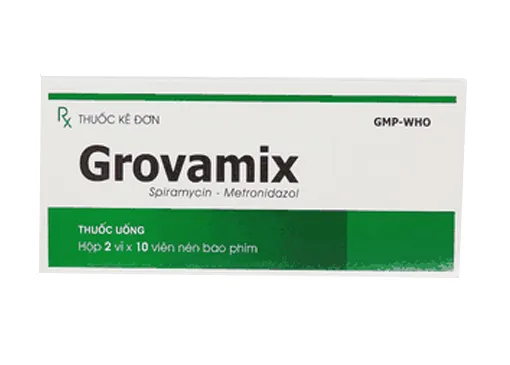 Rx THUỐC KÊ ĐƠN
GMP-WHO
Grovamix
Spiramycin - Metronidazol
THUỐC UỐNG
Hộp 2 vỉ x 10 viên nén bao phim